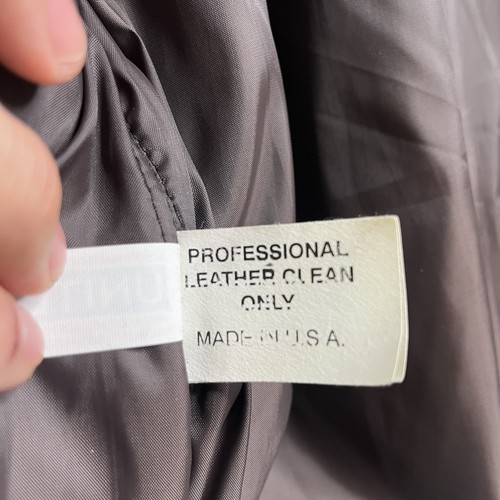 PROFESSIONAL
LEATHER CLEAN
ONLY
MADE IN U.S.A.